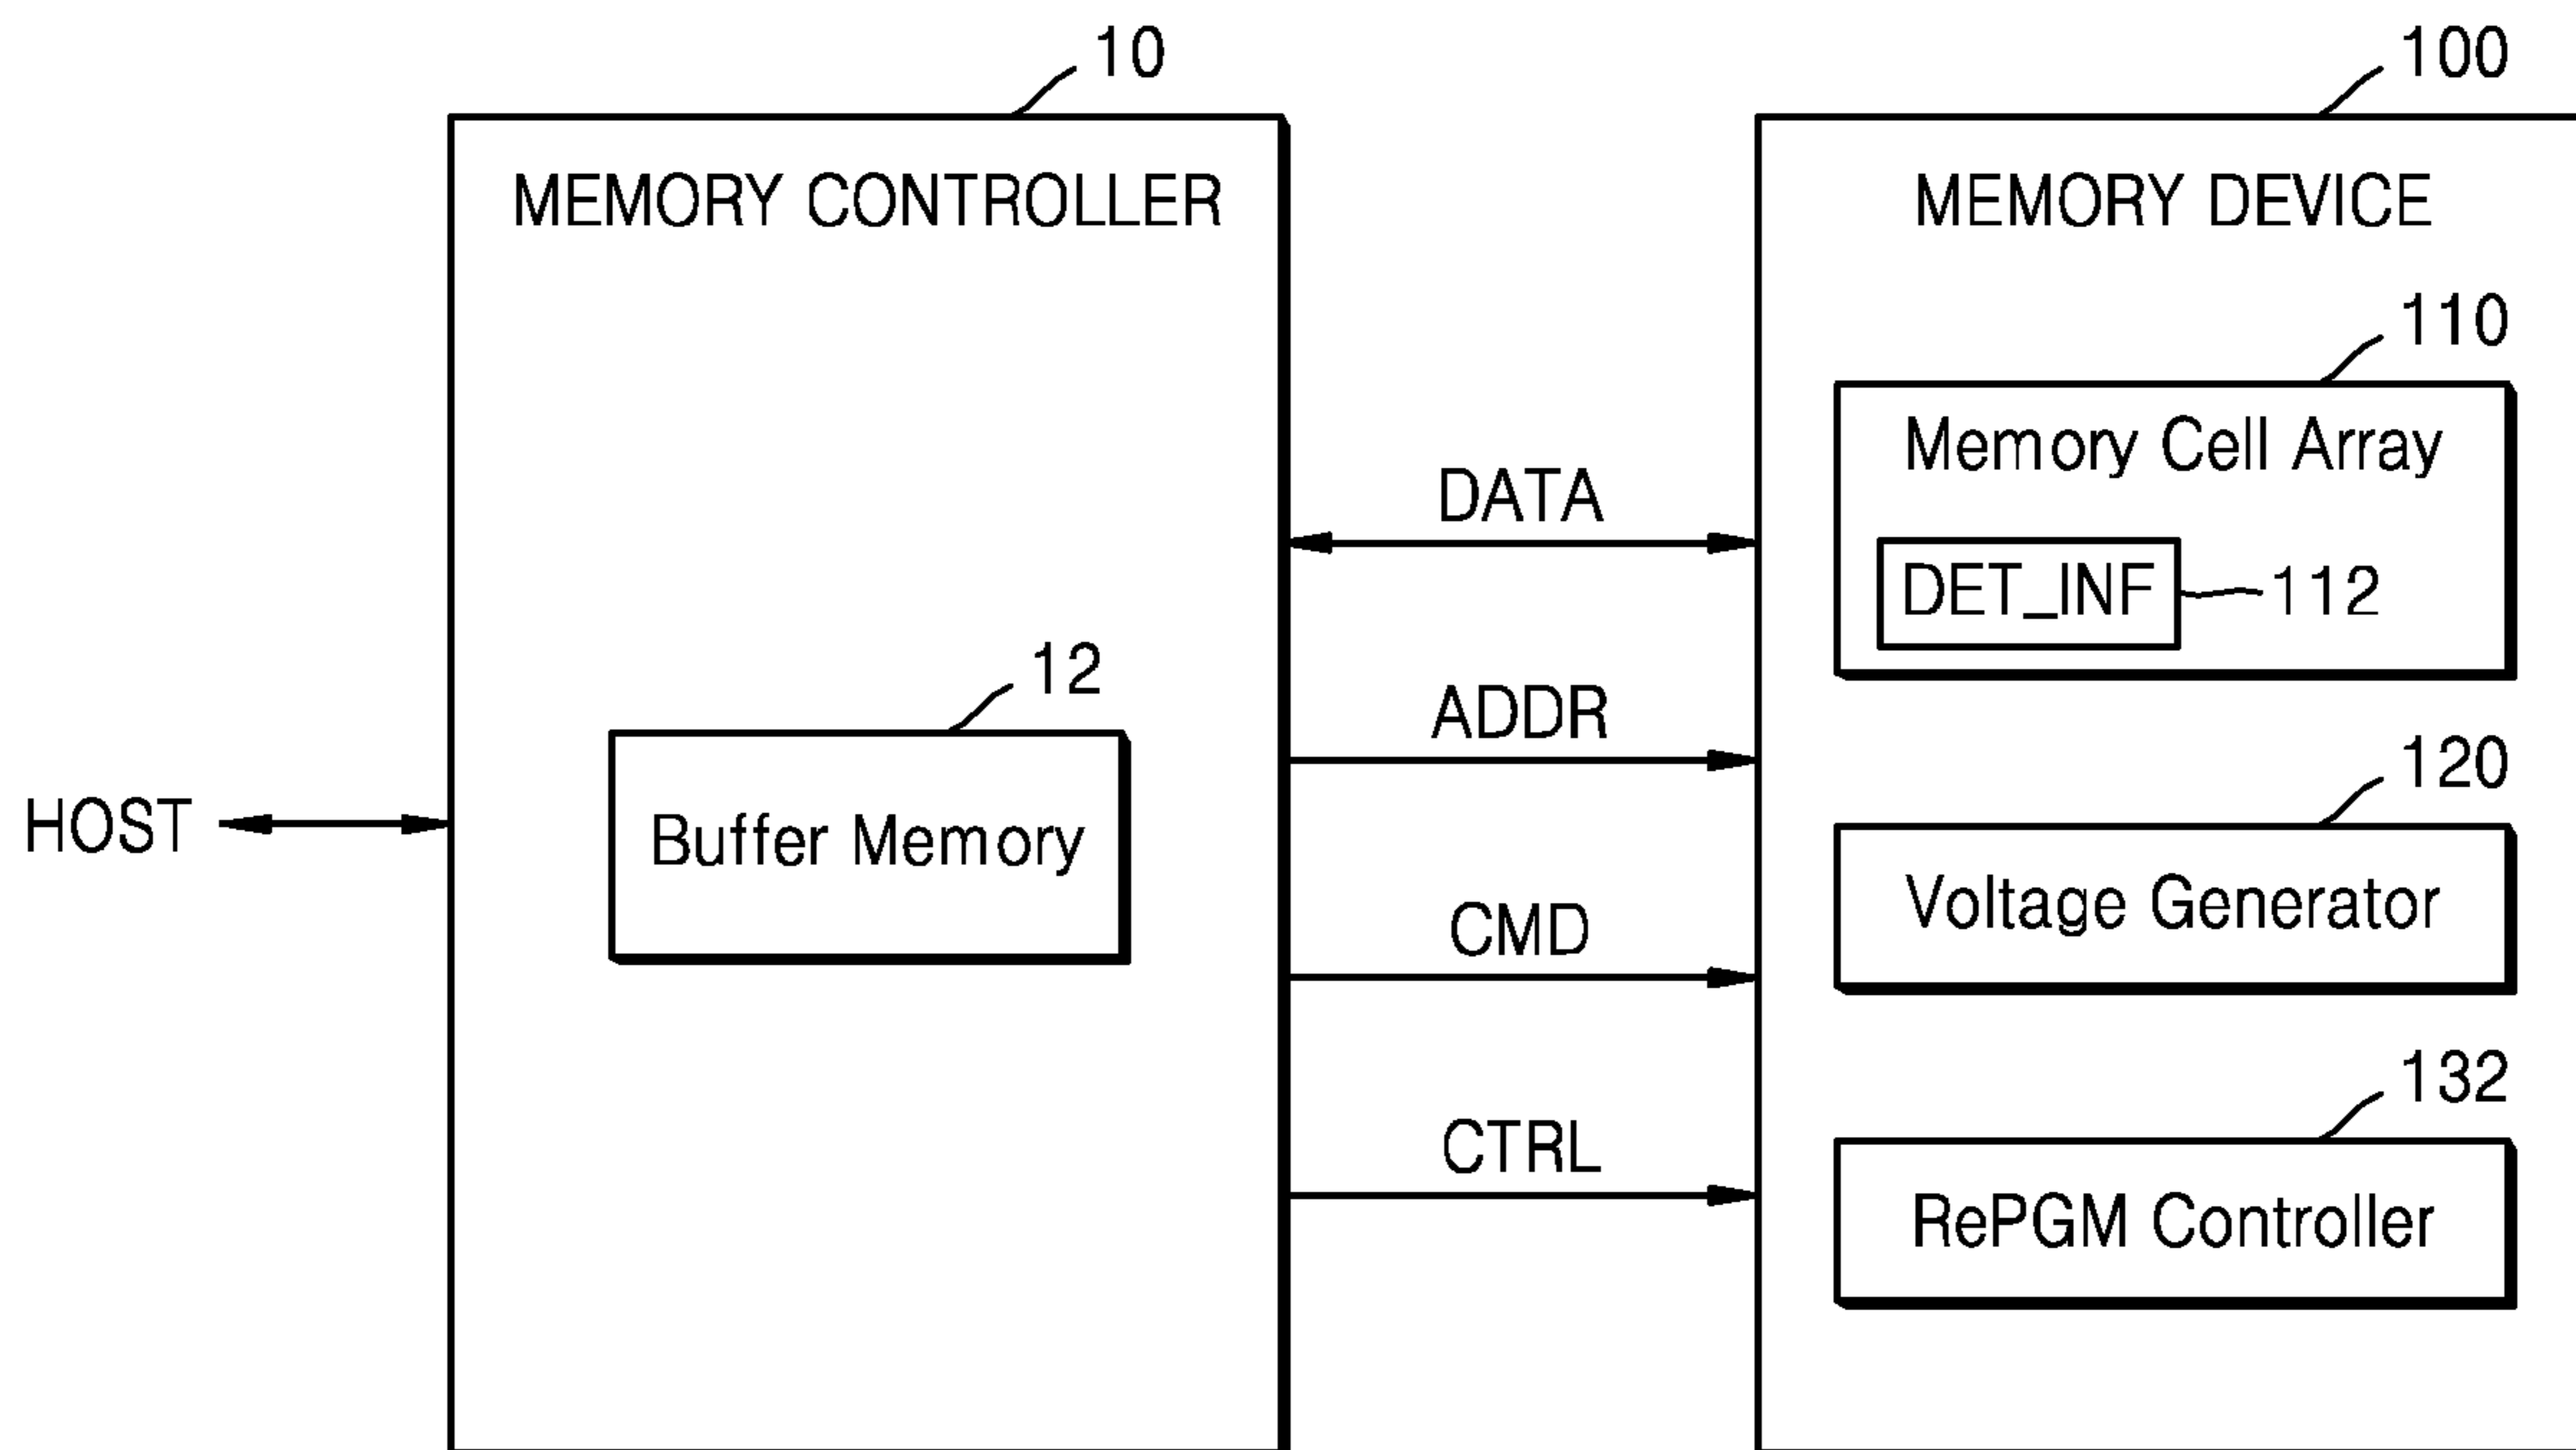 10
100
MEMORY CONTROLLER
MEMORY DEVICE
110
Memory Cell Array
DATA
DET_INF
112
12
ADDR
120
HOST
Buffer Memory
Voltage Generator
CMD
132
CTRL
RePGM Controller